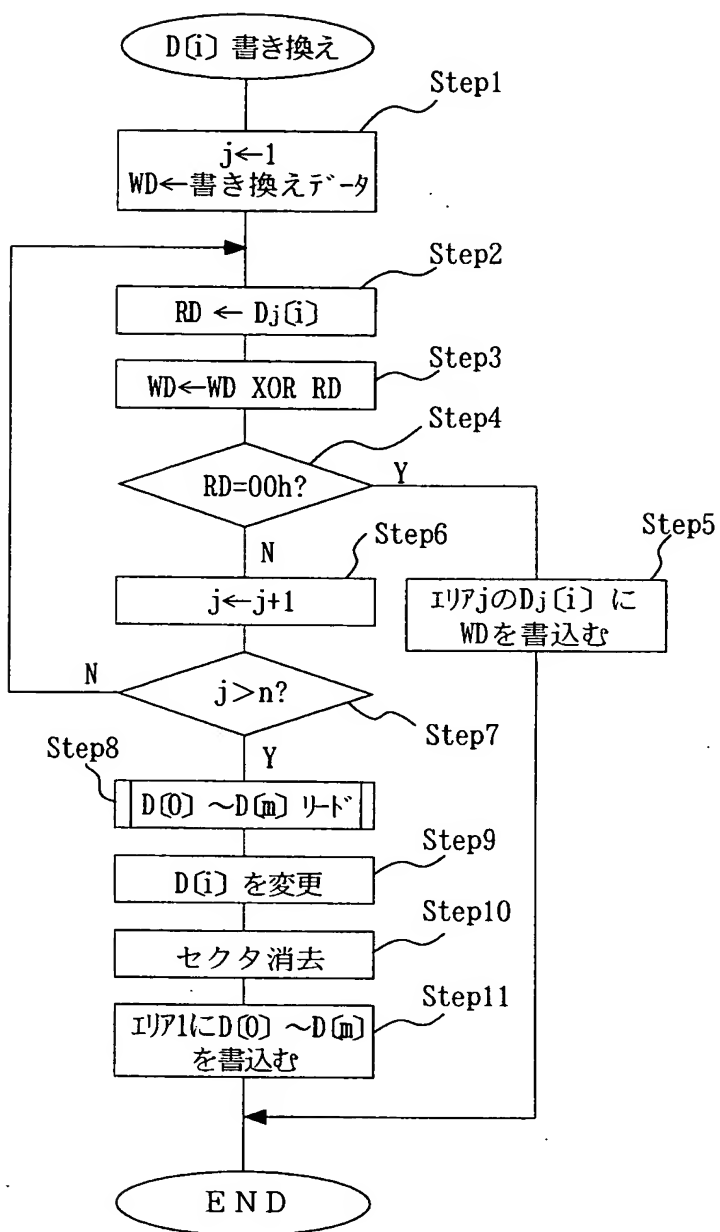 D〔i〕書き換え
Step1
j←1
WD←書き換えデータ
Step2
RD ← Dj〔i〕
Step3
WD←WD XOR RD
Step4
RD=00h?
Y
N
Step5
エリアjのDj〔i〕に
WDを書込む
Step6
j←j+1
j>n?
N
Step7
Y
Step8
D〔0〕～D〔m〕リード
Step9
D〔i〕を変更
Step10
セクタ消去
Step11
エリア1にD〔0〕～D〔m〕
を書込む
END